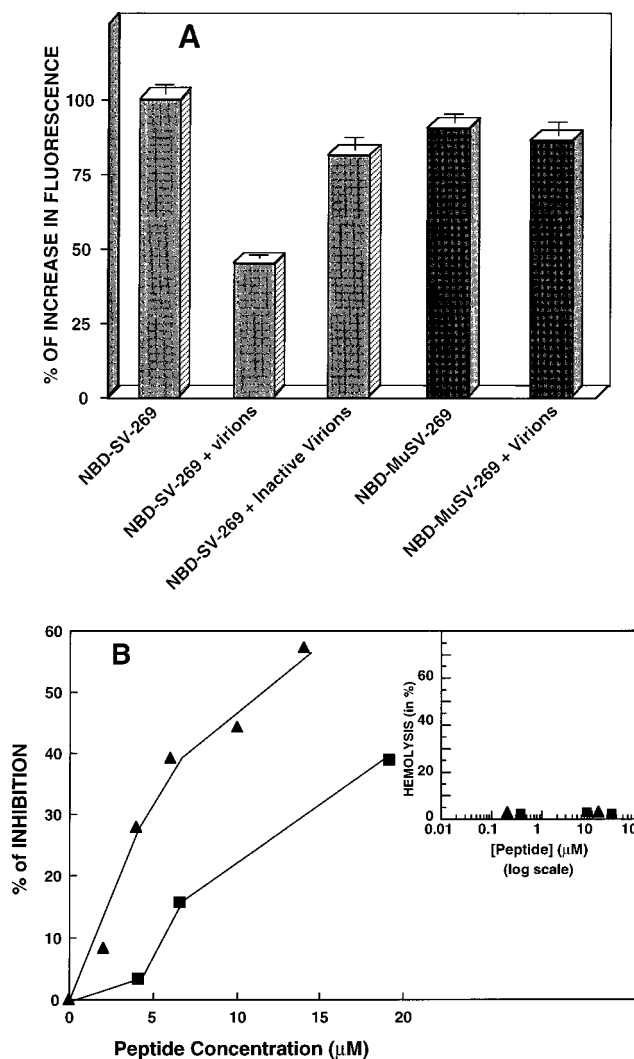 A
% OF INCREASE IN FLUORESCENCE
100
75
50
25
0
NBD-SV-269
NBD-SV-269 + virions
NBD-SV-269 + Inactive Virions
NBD-MuSV-269
NBD-MuSV-269 + Virions
B
% of INHIBITION
60
50
40
30
20
10
0
0 5 10 15 20
Peptide Concentration (μM)
HEMOLYSIS (in %)
60
40
20
0
0.01 0.1 1 10 100
[Peptide] (μM)
(log scale)